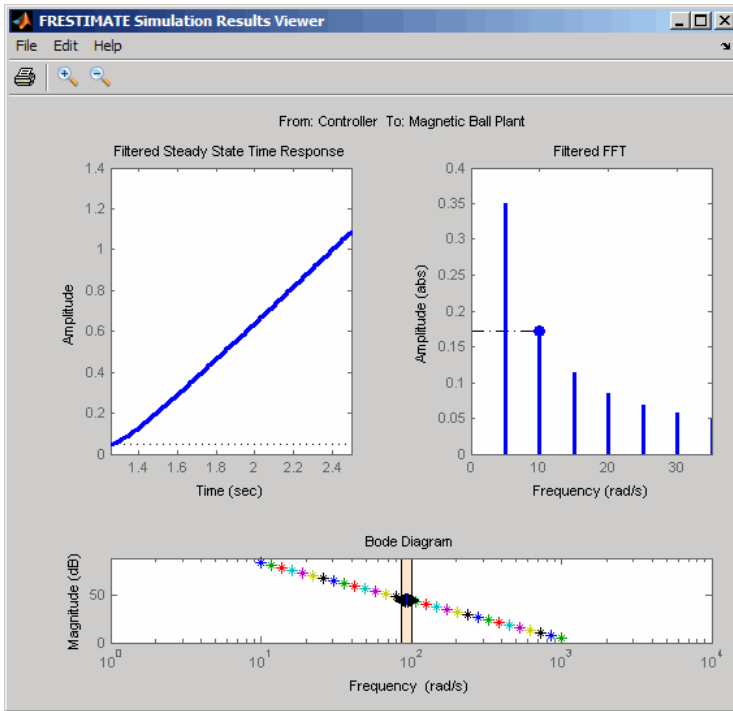 FRESTIMATE Simulation Results Viewer
File Edit Help
From: Controller To: Magnetic Ball Plant
Filtered Steady State Time Response
1.4
1.2
1
0.8
0.6
0.4
0.2
0
Amplitude
1.4 1.6 1.8 2 2.2 2.4
Time (sec)
Filtered FFT
0.4
0.35
0.3
0.25
0.2
0.15
0.1
0.05
0
Amplitude (abs)
0 10 20 30
Frequency (rad/s)
Bode Diagram
50
0
Magnitude (dB)
10^0 10^1 10^2 10^3 10^4
Frequency (rad/s)